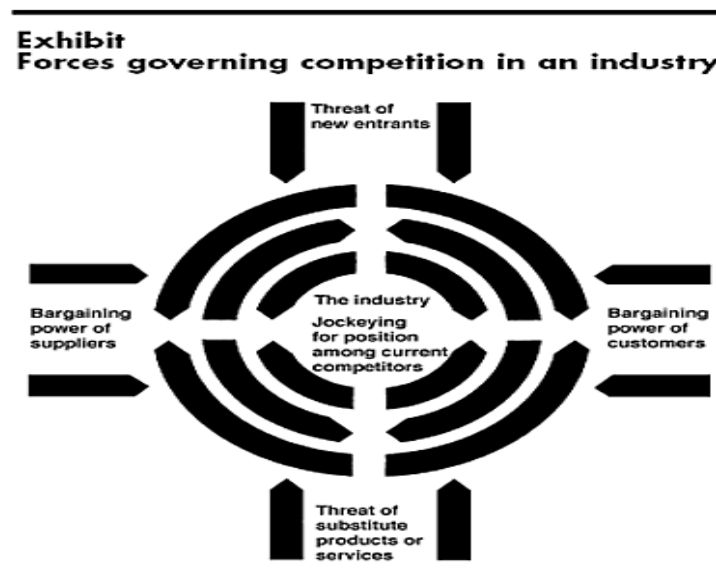 Exhibit
Forces governing competition in an industry
Threat of
new entrants
Bargaining
power of
suppliers
The industry
Jockeying
for position
among current
competitors
Bargaining
power of
customers
Threat of
substitute
products or
services